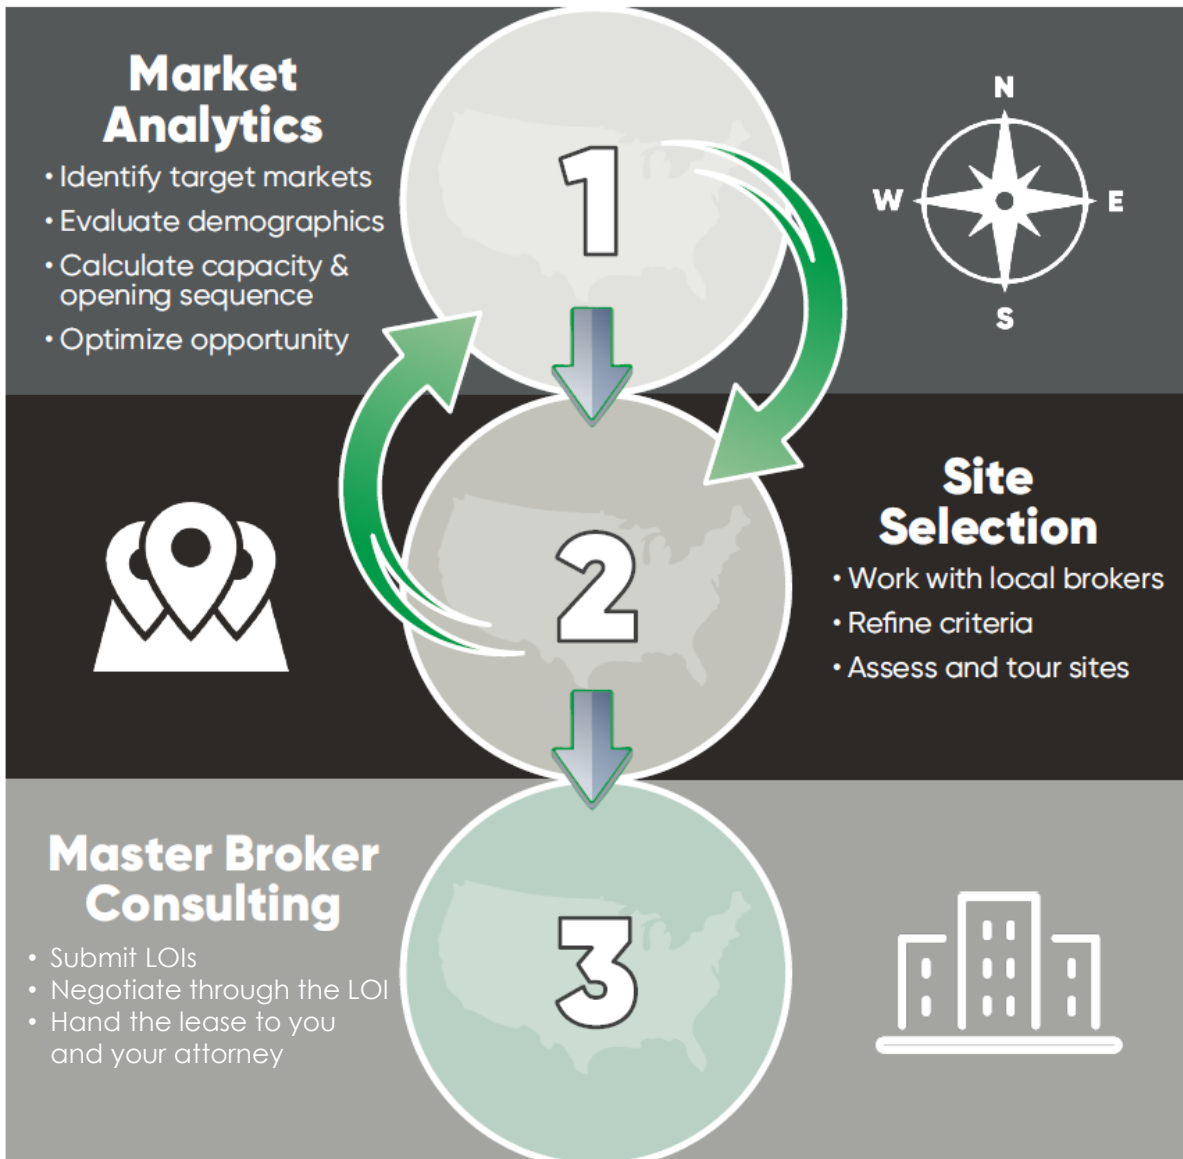 Market
Analytics
• Identify target markets
• Evaluate demographics
• Calculate capacity &
opening sequence
• Optimize opportunity
1
N
W
E
S
2
Site
Selection
• Work with local brokers
• Refine criteria
• Assess and tour sites
Master Broker
Consulting
• Submit LOIs
• Negotiate through the LOI
• Hand the lease to you
and your attorney
3